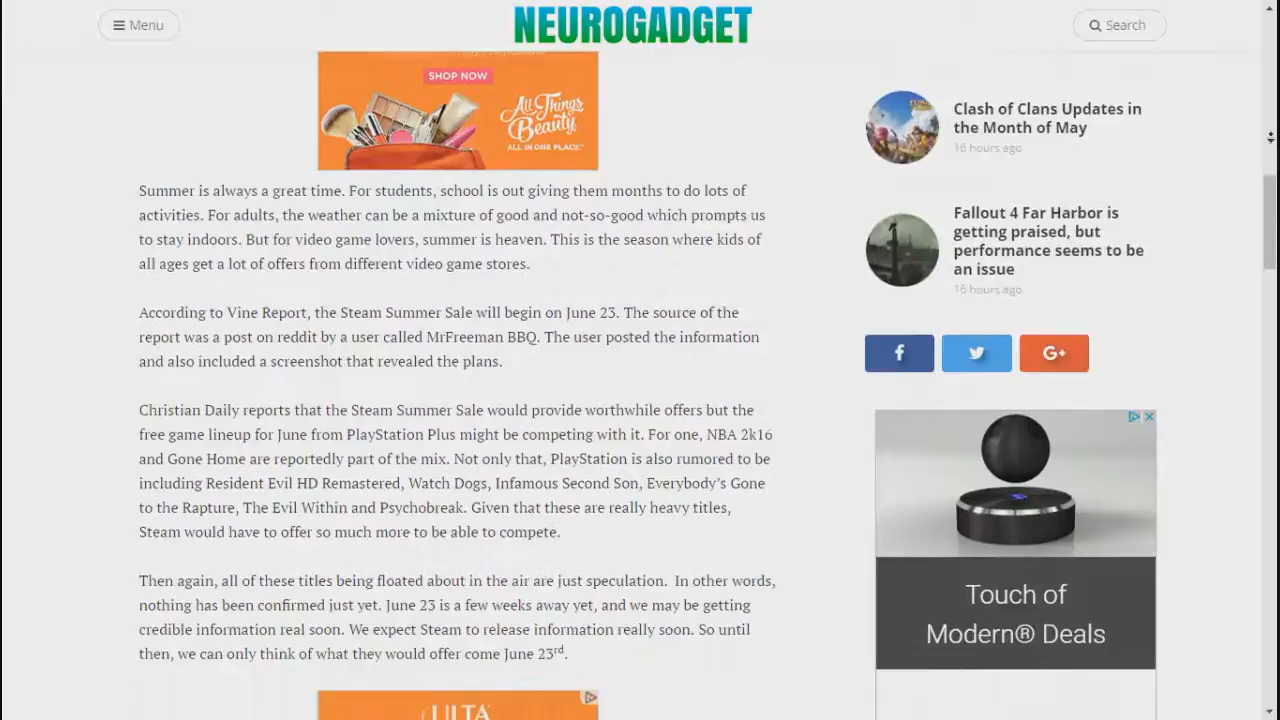 Menu
NEUROGADGET
Search
SHOP NOW
All Things
Beauty
ALL IN ONE PLACE.
Summer is always a great time. For students, school is out giving them months to do lots of
activities. For adults, the weather can be a mixture of good and not-so-good which prompts us
to stay indoors. But for video game lovers, summer is heaven. This is the season where kids of
all ages get a lot of offers from different video game stores.
According to Vine Report, the Steam Summer Sale will begin on June 23. The source of the
report was a post on reddit by a user called MrFreeman BBQ. The user posted the information
and also included a screenshot that revealed the plans.
Christian Daily reports that the Steam Summer Sale would provide worthwhile offers but the
free game lineup for June from PlayStation Plus might be competing with it. For one, NBA 2k16
and Gone Home are reportedly part of the mix. Not only that, PlayStation is also rumored to be
including Resident Evil HD Remastered, Watch Dogs, Infamous Second Son, Everybody's Gone
to the Rapture, The Evil Within and Psychobreak. Given that these are really heavy titles,
Steam would have to offer so much more to be able to compete.
Then again, all of these titles being floated about in the air are just speculation. In other words,
nothing has been confirmed just yet. June 23 is a few weeks away yet, and we may be getting
credible information real soon. We expect Steam to release information really soon. So until
then, we can only think of what they would offer come June 23rd.
ULTA
Clash of Clans Updates in
the Month of May
16 hours ago
Fallout 4 Far Harbor is
getting praised, but
performance seems to be
an issue
16 hours ago
f
G+
Touch of
Modern® Deals